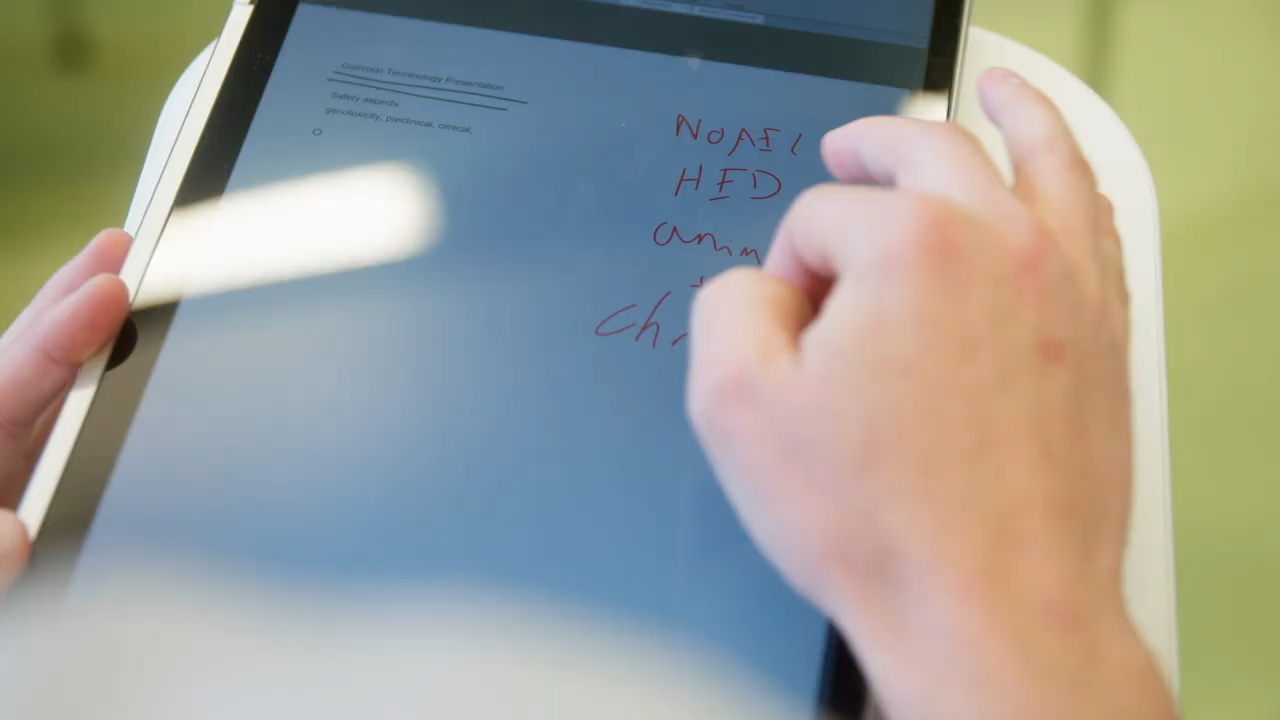 Common Terminology Presentation
Safety aspects
genotoxicity, preclinical, clinical,
NOAEL
HED